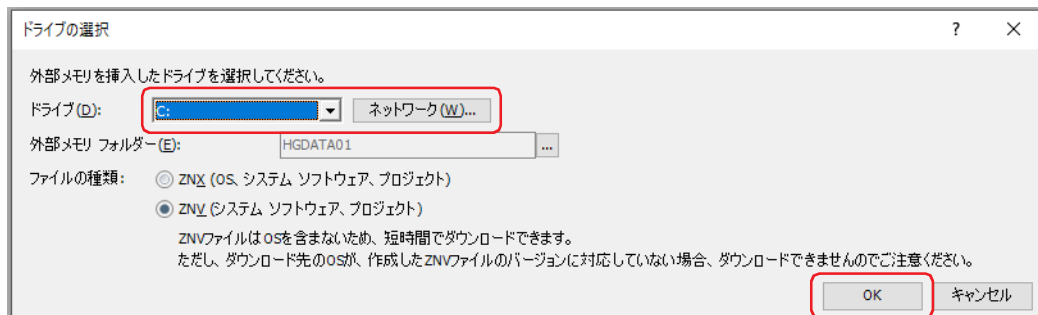 ドライブの選択 ?
外部メモリを挿入したドライブを選択してください。
ドライブ(D): C: ネットワーク(W)...
外部メモリ フォルダー(E): HGDATA01 ...
ファイルの種類: ZNX (OS、システム ソフトウェア、プロジェクト)
ZNV (システム ソフトウェア、プロジェクト)
ZNVファイルはOSを含まないため、短時間でダウンロードできます。
ただし、ダウンロード先のOSが、作成したZNVファイルのバージョンに対応していない場合、ダウンロードできませんのでご注意ください。
OK キャンセル